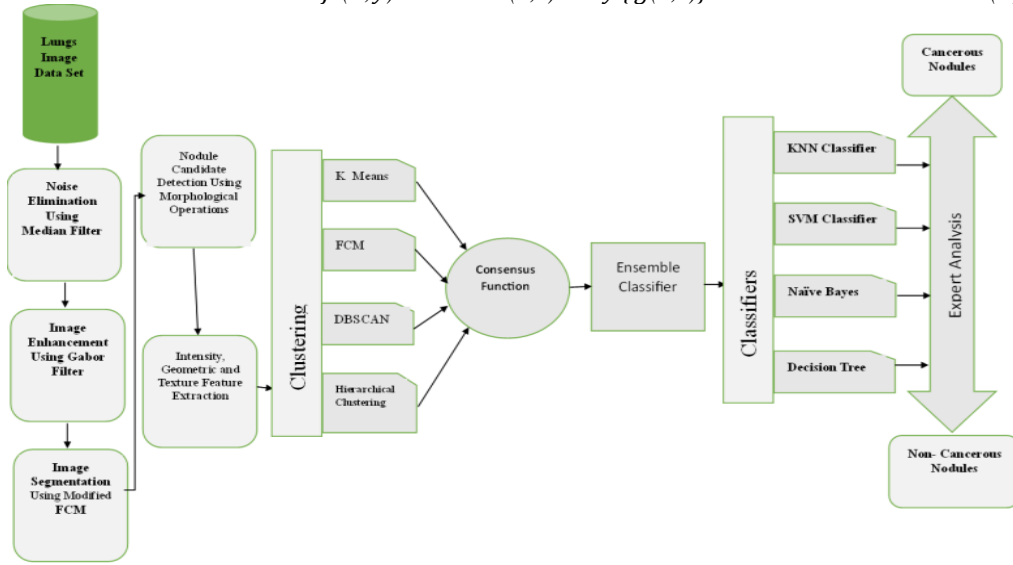 Lungs
Image
Data Set
Noise
Elimination
Using
Median Filter
Image
Enhancement
Using Gabor
Filter
Image
Segmentation
Using Modified
FCM
Nodule
Candidate
Detection Using
Morphological
Operations
Intensity,
Geometric and
Texture Feature
Extraction
Clustering
K Means
FCM
DBSCAN
Hierarchical
Clustering
Consensus
Function
Ensemble
Classifier
Classifiers
KNN Classifier
SVM Classifier
Naïve Bayes
Decision Tree
Cancerous
Nodules
Expert Analysis
Non- Cancerous
Nodules